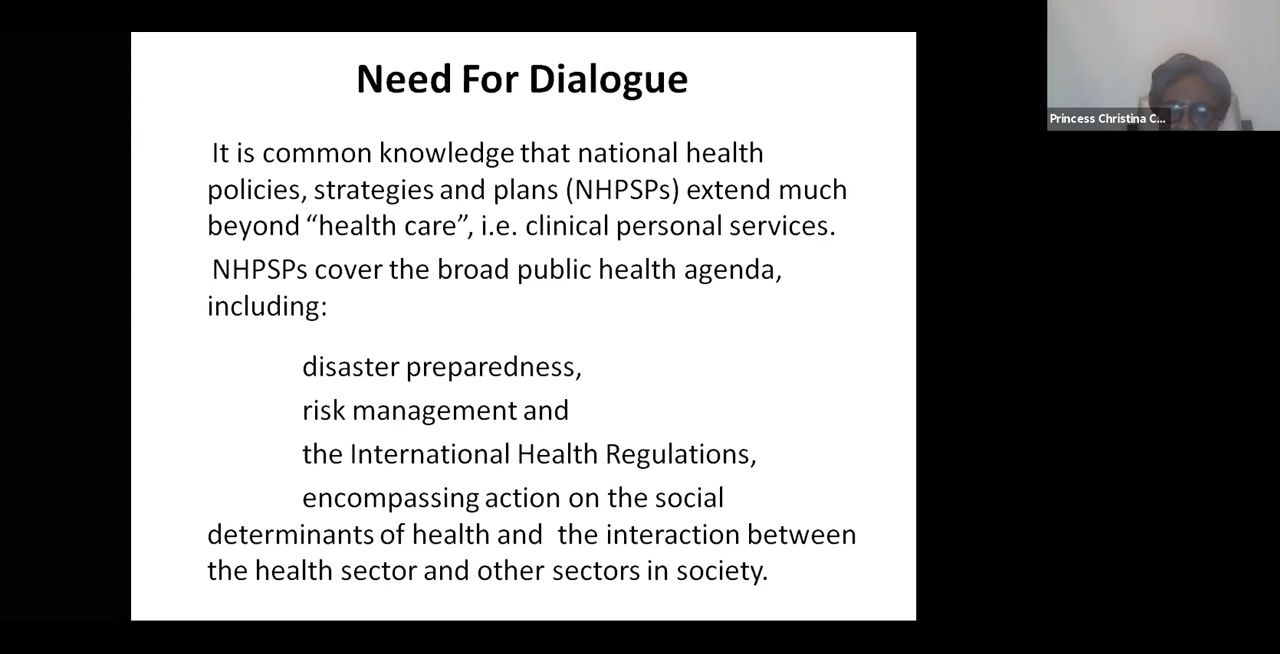 Need For Dialogue
It is common knowledge that national health
policies, strategies and plans (NHPSPs) extend much
beyond “health care”, i.e. clinical personal services.
NHPSPs cover the broad public health agenda,
including:
disaster preparedness,
risk management and
the International Health Regulations,
encompassing action on the social
determinants of health and the interaction between
the health sector and other sectors in society.
Princess Christina C...